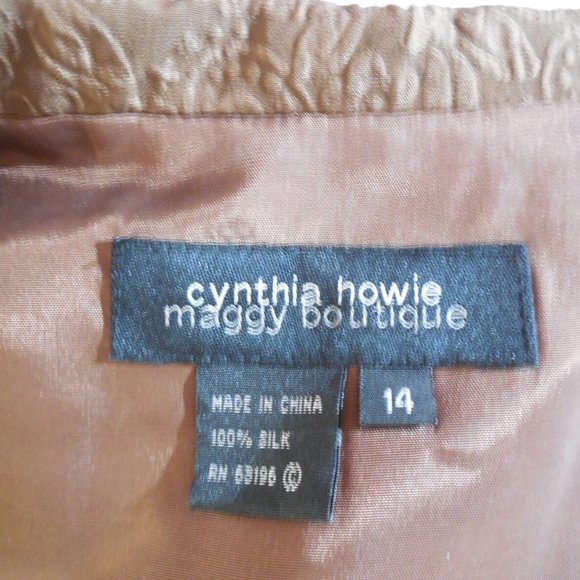 cynthia howie
maggy boutique
14
MADE IN CHINA
100% SILK
RN 63196 ©